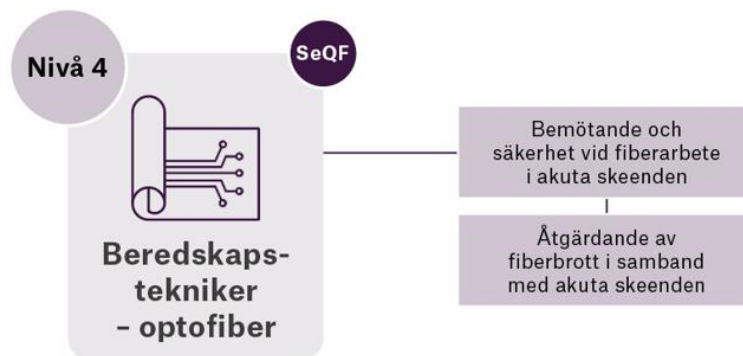 Nivå 4
SeQF
Beredskaps-
tekniker
– optofiber
Bemötande och
säkerhet vid fiberarbete
i akuta skeenden
Åtgärdande av
fiberbrott i samband
med akuta skeenden